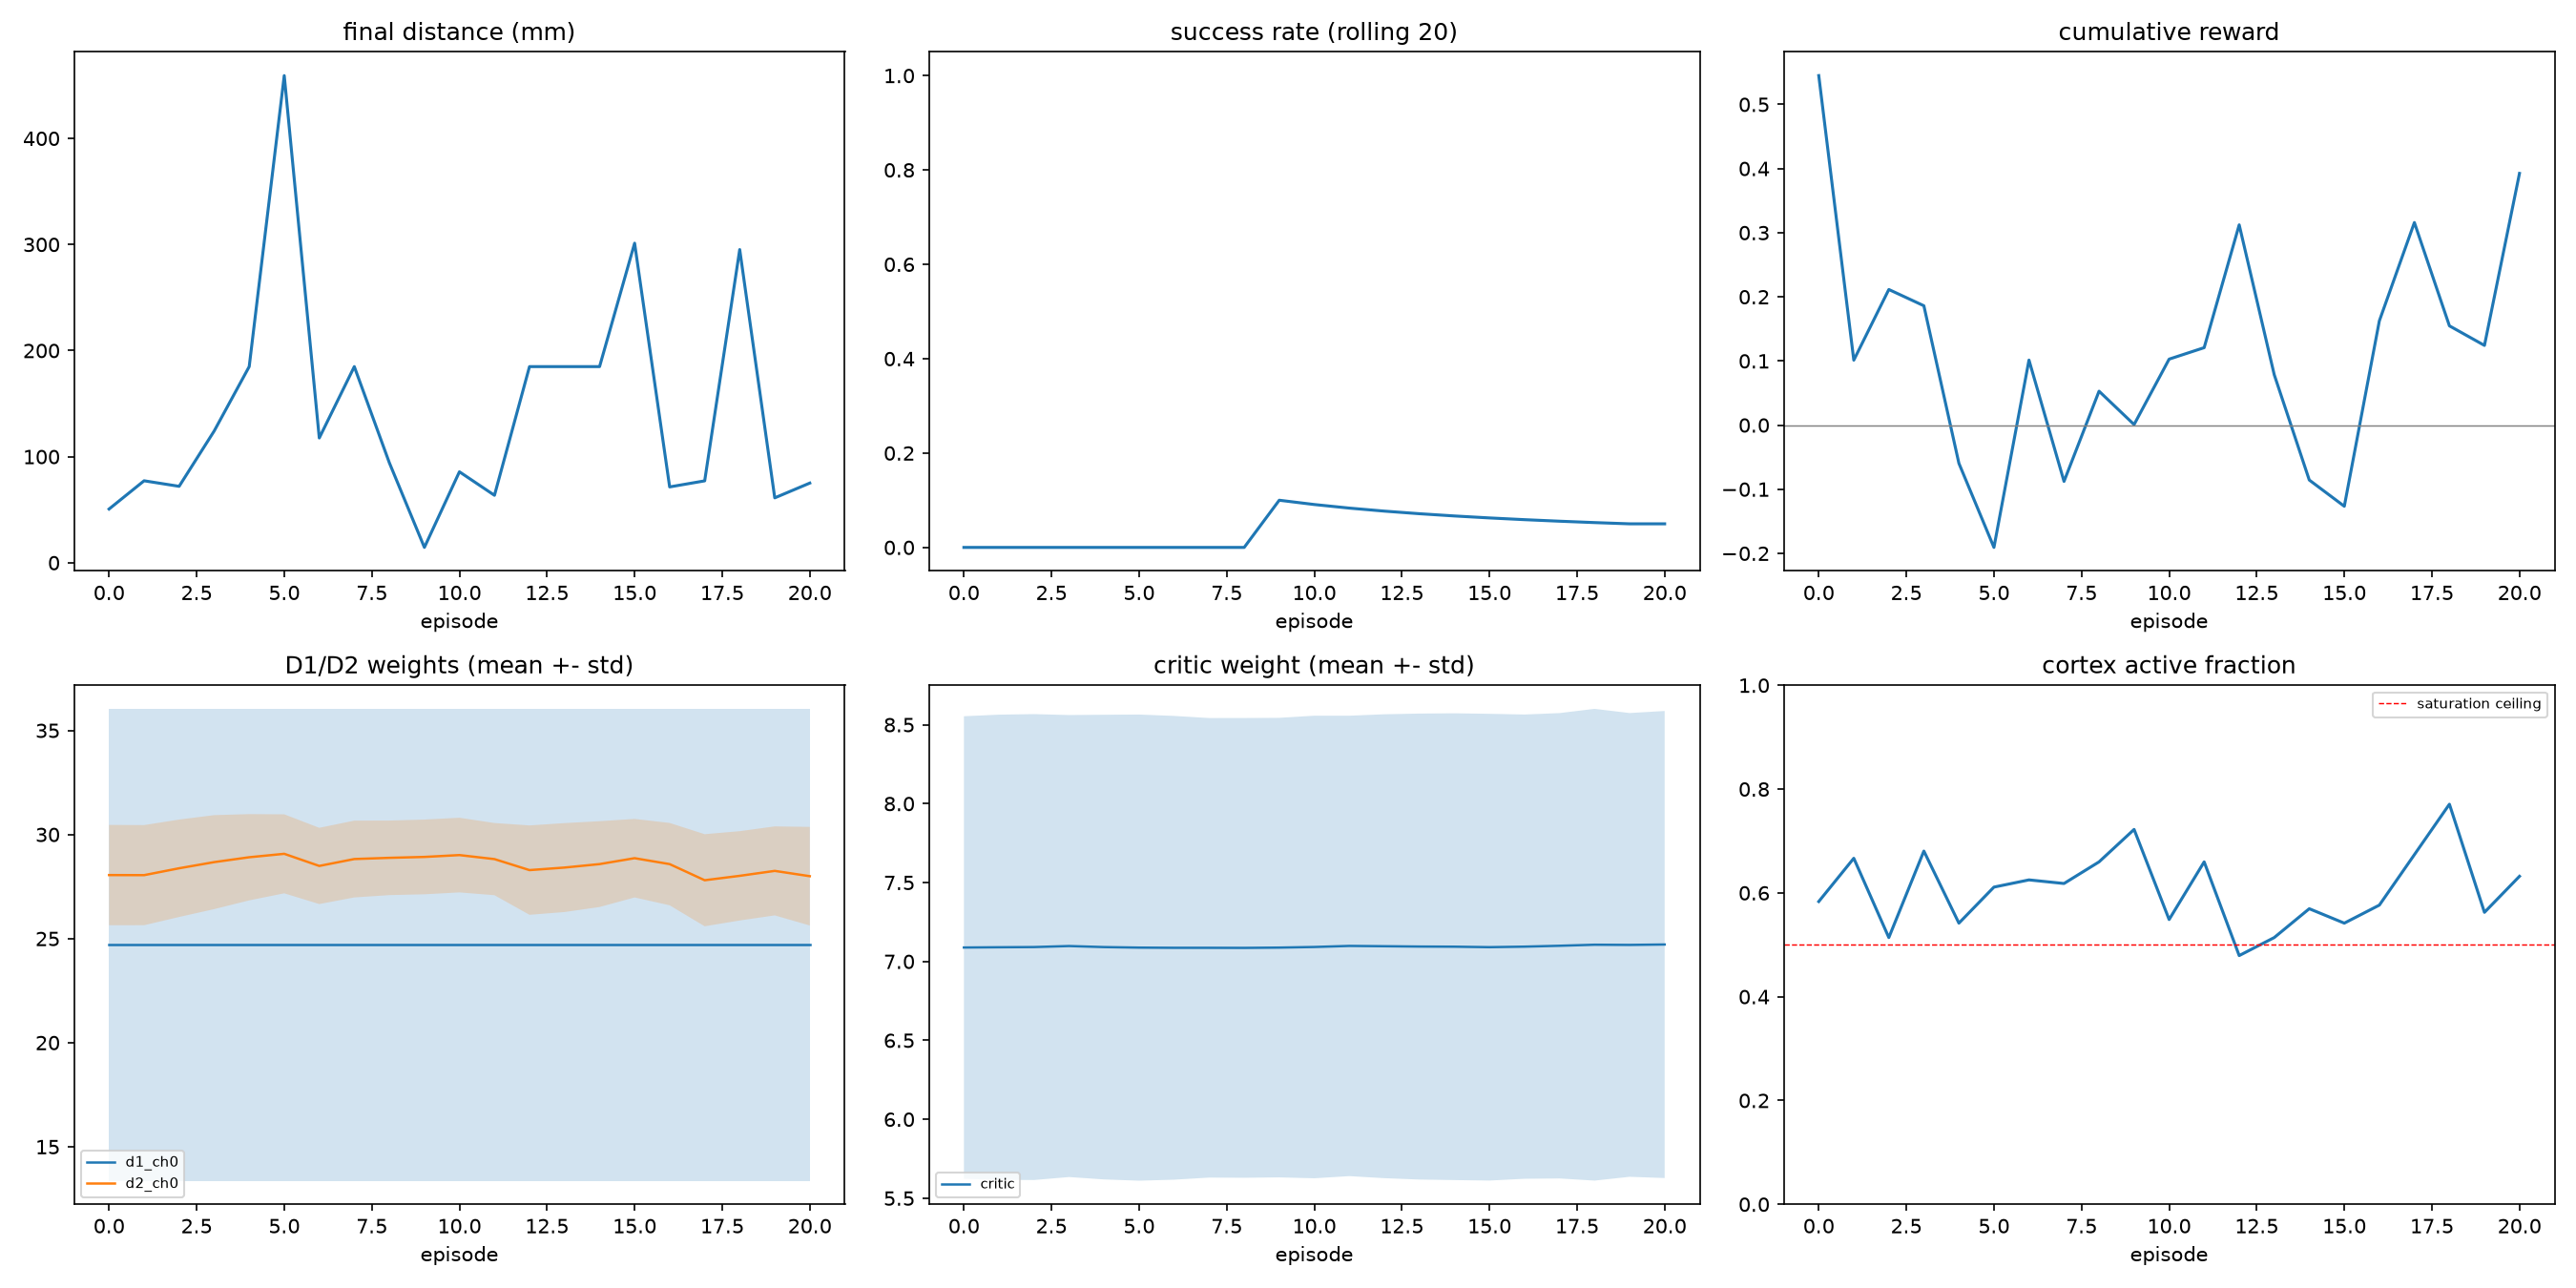 final distance (mm)
400
300
200
100
0
0.0 2.5 5.0 7.5 10.0 12.5 15.0 17.5 20.0
episode
success rate (rolling 20)
1.0
0.8
0.6
0.4
0.2
0.0
0.0 2.5 5.0 7.5 10.0 12.5 15.0 17.5 20.0
episode
cumulative reward
0.5
0.4
0.3
0.2
0.1
0.0
−0.1
−0.2
0.0 2.5 5.0 7.5 10.0 12.5 15.0 17.5 20.0
episode
D1/D2 weights (mean +- std)
35
30
25
20
15
d1_ch0
d2_ch0
0.0 2.5 5.0 7.5 10.0 12.5 15.0 17.5 20.0
episode
critic weight (mean +- std)
8.5
8.0
7.5
7.0
6.5
6.0
5.5
critic
0.0 2.5 5.0 7.5 10.0 12.5 15.0 17.5 20.0
episode
cortex active fraction
1.0
saturation ceiling
0.8
0.6
0.4
0.2
0.0
0.0 2.5 5.0 7.5 10.0 12.5 15.0 17.5 20.0
episode